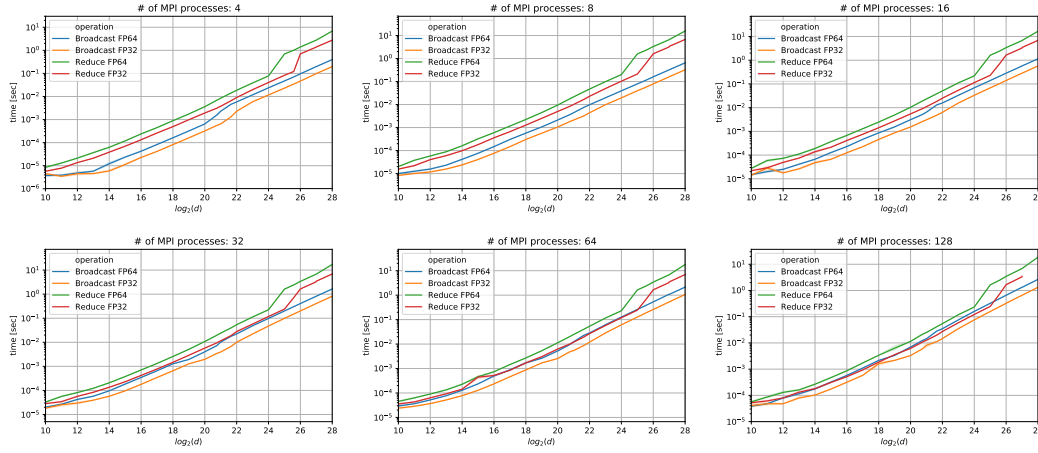 # of MPI processes: 4
10^1
10^0
10^-1
10^-2
10^-3
10^-4
10^-5
10^-6
time [sec]
operation
Broadcast FP64
Broadcast FP32
Reduce FP64
Reduce FP32
10 12 14 16 18 20 22 24 26 28
log_2(d)
# of MPI processes: 8
10^1
10^0
10^-1
10^-2
10^-3
10^-4
10^-5
time [sec]
operation
Broadcast FP64
Broadcast FP32
Reduce FP64
Reduce FP32
10 12 14 16 18 20 22 24 26 28
log_2(d)
# of MPI processes: 16
10^1
10^0
10^-1
10^-2
10^-3
10^-4
10^-5
time [sec]
operation
Broadcast FP64
Broadcast FP32
Reduce FP64
Reduce FP32
10 12 14 16 18 20 22 24 26 28
log_2(d)
# of MPI processes: 32
10^1
10^0
10^-1
10^-2
10^-3
10^-4
10^-5
time [sec]
operation
Broadcast FP64
Broadcast FP32
Reduce FP64
Reduce FP32
10 12 14 16 18 20 22 24 26 28
log_2(d)
# of MPI processes: 64
10^1
10^0
10^-1
10^-2
10^-3
10^-4
10^-5
time [sec]
operation
Broadcast FP64
Broadcast FP32
Reduce FP64
Reduce FP32
10 12 14 16 18 20 22 24 26 28
log_2(d)
# of MPI processes: 128
10^1
10^0
10^-1
10^-2
10^-3
10^-4
10^-5
time [sec]
operation
Broadcast FP64
Broadcast FP32
Reduce FP64
Reduce FP32
10 12 14 16 18 20 22 24 26 28
log_2(d)